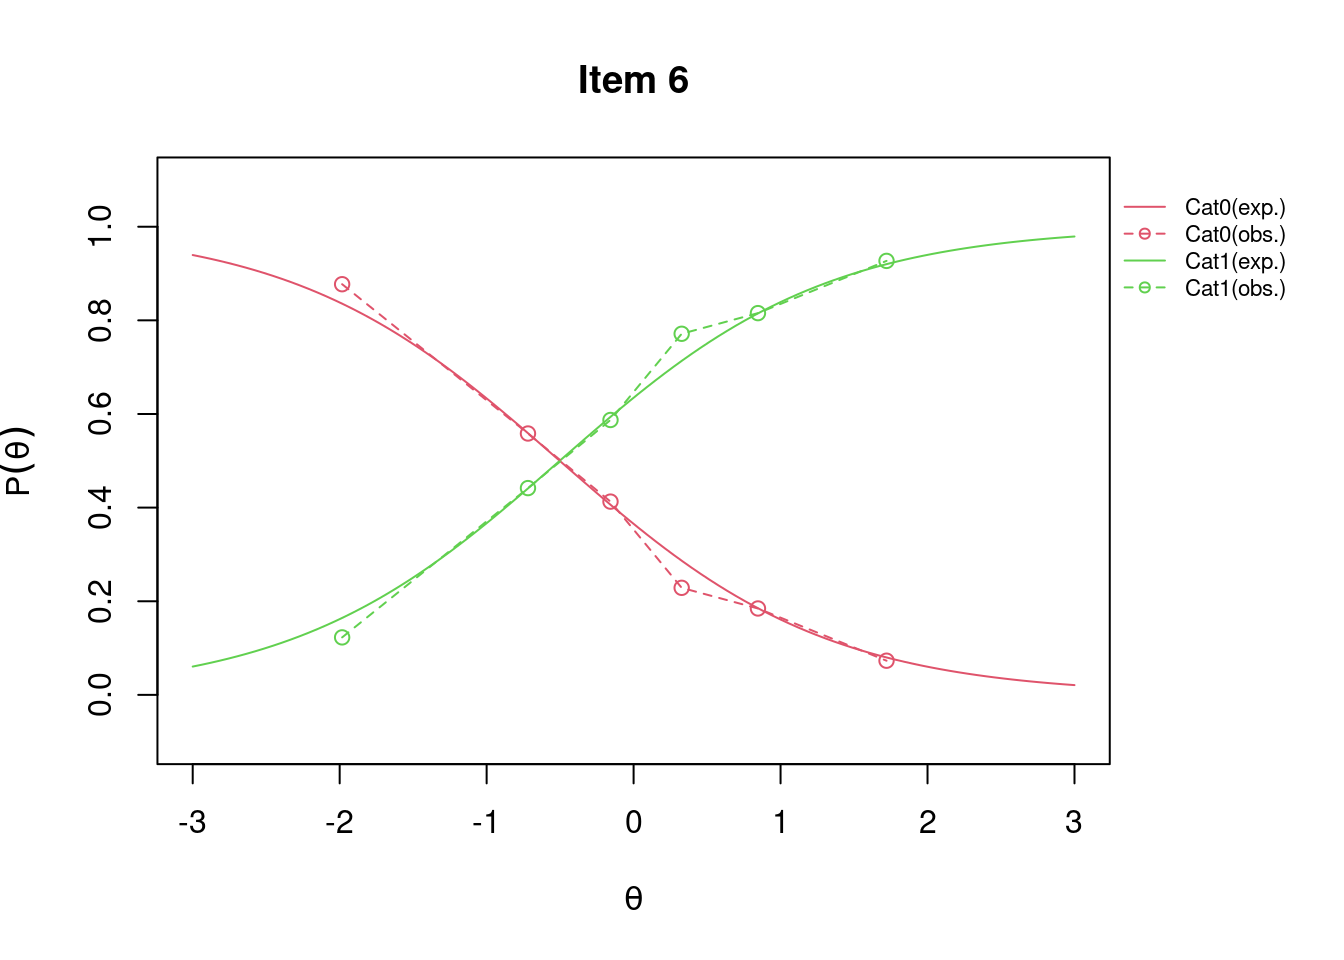 Item 6
P(θ)
1.0
0.8
0.6
0.4
0.2
0.0
-3 -2 -1 0 1 2 3
θ
Cat0(exp.)
Cat0(obs.)
Cat1(exp.)
Cat1(obs.)